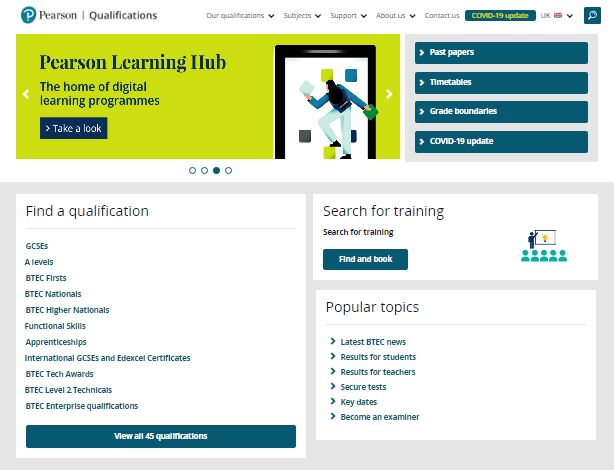 Pearson | Qualifications
Our qualifications
Subjects
Support
About us
Contact us
COVID-19 update
UK
Pearson Learning Hub
The home of digital
learning programmes
Take a look
Past papers
Timetables
Grade boundaries
COVID-19 update
Find a qualification
GCSEs
A levels
BTEC Firsts
BTEC Nationals
BTEC Higher Nationals
Functional Skills
Apprenticeships
International GCSEs and Edexcel Certificates
BTEC Tech Awards
BTEC Level 2 Technicals
BTEC Enterprise qualifications
View all 45 qualifications
Search for training
Search for training
Find and book
Popular topics
Latest BTEC news
Results for students
Results for teachers
Secure tests
Key dates
Become an examiner